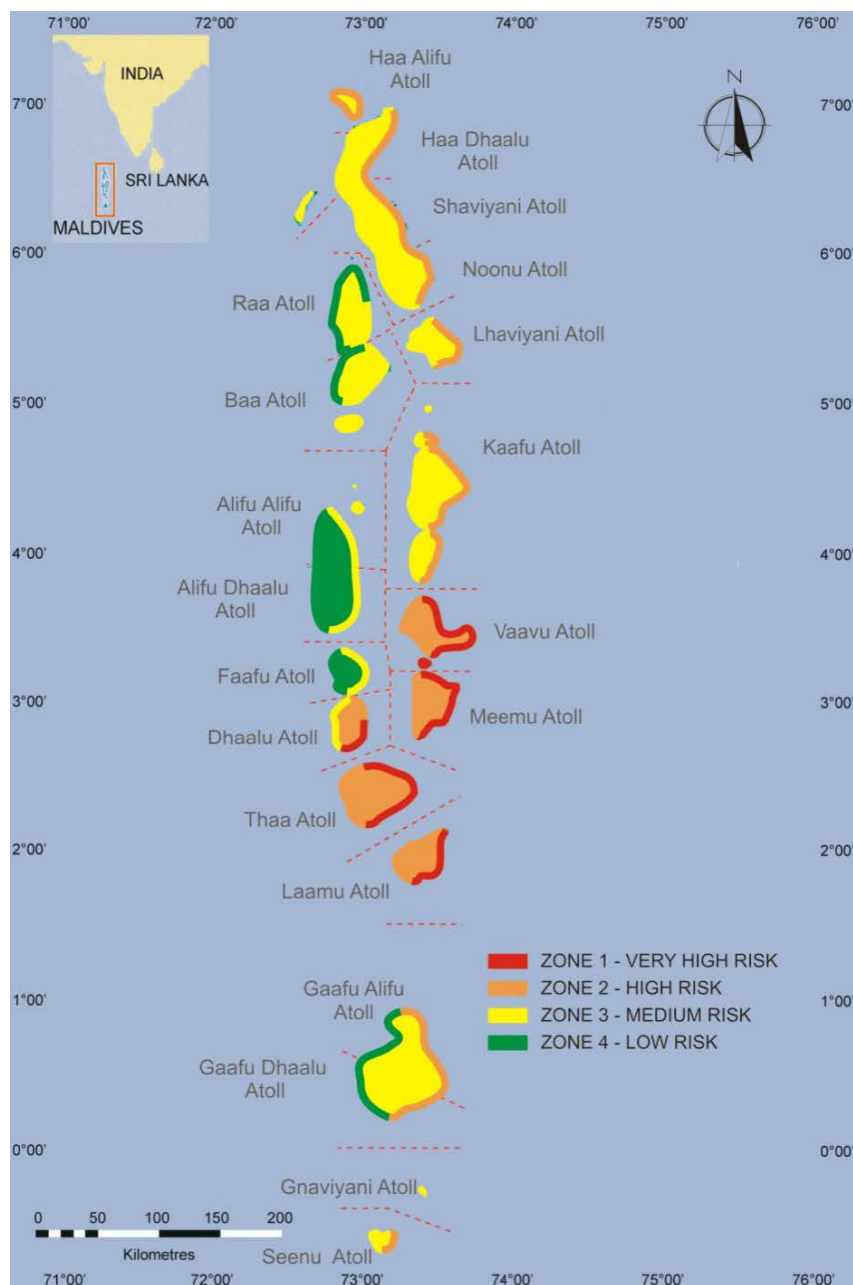 71°00'
72°00'
73°00'
74°00'
75°00'
76°00'
INDIA
SRI LANKA
MALDIVES
N
Haa Alifu
Atoll
7°00'
7°00'
Haa Dhaalu
Atoll
Shaviyani Atoll
6°00'
6°00'
Noonu Atoll
Raa Atoll
Lhaviyani Atoll
Baa Atoll
5°00'
5°00'
Kaafu Atoll
Alifu Alifu
Atoll
4°00'
4°00'
Alifu Dhaalu
Atoll
Vaavu Atoll
Faafu Atoll
3°00'
3°00'
Meemu Atoll
Dhaalu Atoll
Thaa Atoll
2°00'
2°00'
Laamu Atoll
ZONE 1 - VERY HIGH RISK
ZONE 2 - HIGH RISK
ZONE 3 - MEDIUM RISK
ZONE 4 - LOW RISK
1°00'
1°00'
Gaafu Alifu
Atoll
Gaafu Dhaalu
Atoll
0°00'
0°00'
Gnaviyani Atoll
0 50 100 150 200
Kilometres
Seenu Atoll
71°00'
72°00'
73°00'
74°00'
75°00'
76°00'